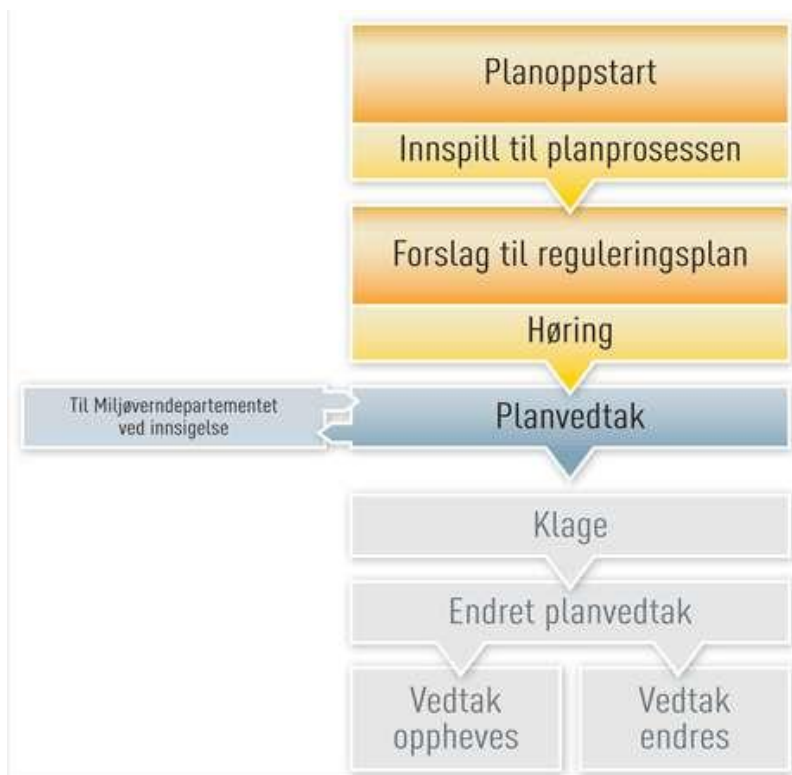 Planoppstart
Innspill til planprosessen
Forslag til reguleringsplan
Høring
Til Miljøverndepartementet
ved innsigelse
Planvedtak
Klage
Endret planvedtak
Vedtak
oppheves
Vedtak
endres